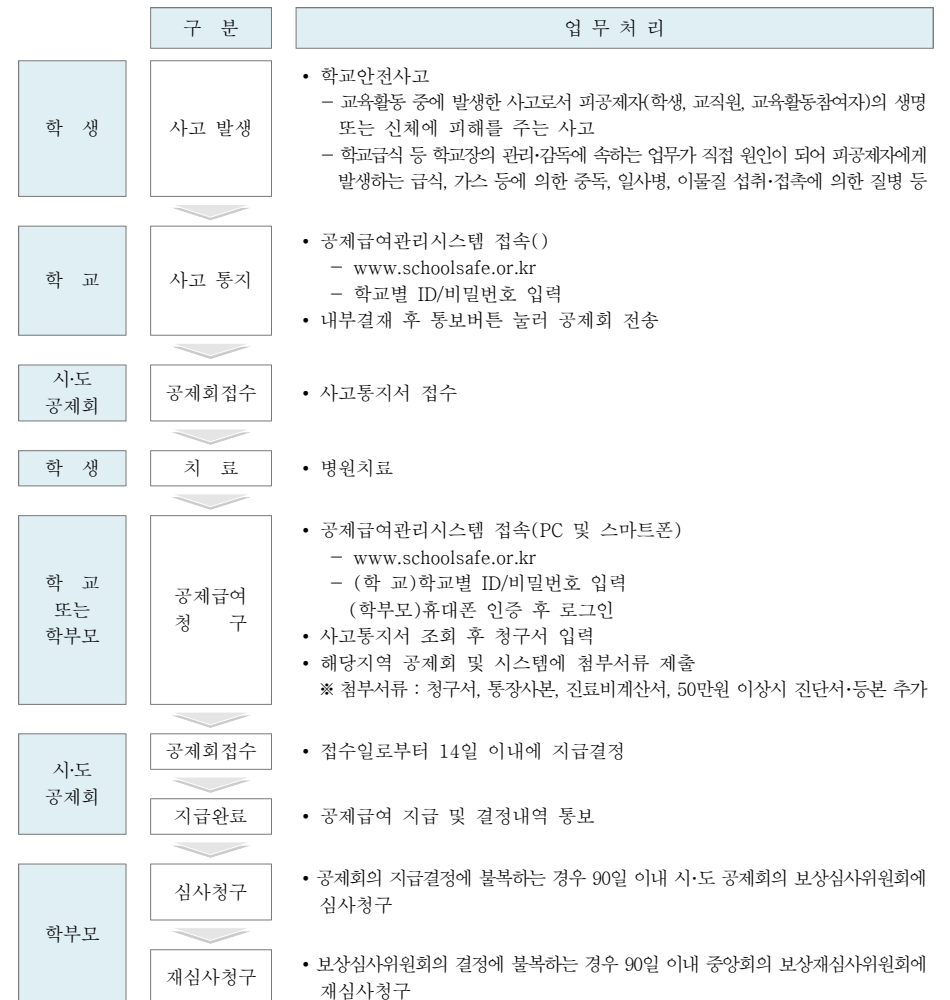 구 분
업 무 처 리
학 생
사고 발생
• 학교안전사고
− 교육활동 중에 발생한 사고로서 피공제자(학생, 교직원, 교육활동참여자)의 생명
또는 신체에 피해를 주는 사고
− 학교급식 등 학교장의 관리·감독에 속하는 업무가 직접 원인이 되어 피공제자에게
발생하는 급식, 가스 등에 의한 중독, 일사병, 이물질 섭취·접촉에 의한 질병 등
학 교
사고 통지
• 공제급여관리시스템 접속()
− www.schoolsafe.or.kr
− 학교별 ID/비밀번호 입력
• 내부결재 후 통보버튼 눌러 공제회 전송
시·도
공제회
공제회접수
• 사고통지서 접수
학 생
치 료
• 병원치료
학 교
또는
학부모
공제급여
청 구
• 공제급여관리시스템 접속(PC 및 스마트폰)
− www.schoolsafe.or.kr
− (학 교)학교별 ID/비밀번호 입력
(학부모)휴대폰 인증 후 로그인
• 사고통지서 조회 후 청구서 입력
• 해당지역 공제회 및 시스템에 첨부서류 제출
※ 첨부서류 : 청구서, 통장사본, 진료비계산서, 50만원 이상시 진단서·등본 추가
시·도
공제회
공제회접수
• 접수일로부터 14일 이내에 지급결정
지급완료
• 공제급여 지급 및 결정내역 통보
학부모
심사청구
• 공제회의 지급결정에 불복하는 경우 90일 이내 시·도 공제회의 보상심사위원회에
심사청구
재심사청구
• 보상심사위원회의 결정에 불복하는 경우 90일 이내 중앙회의 보상재심사위원회에
재심사청구